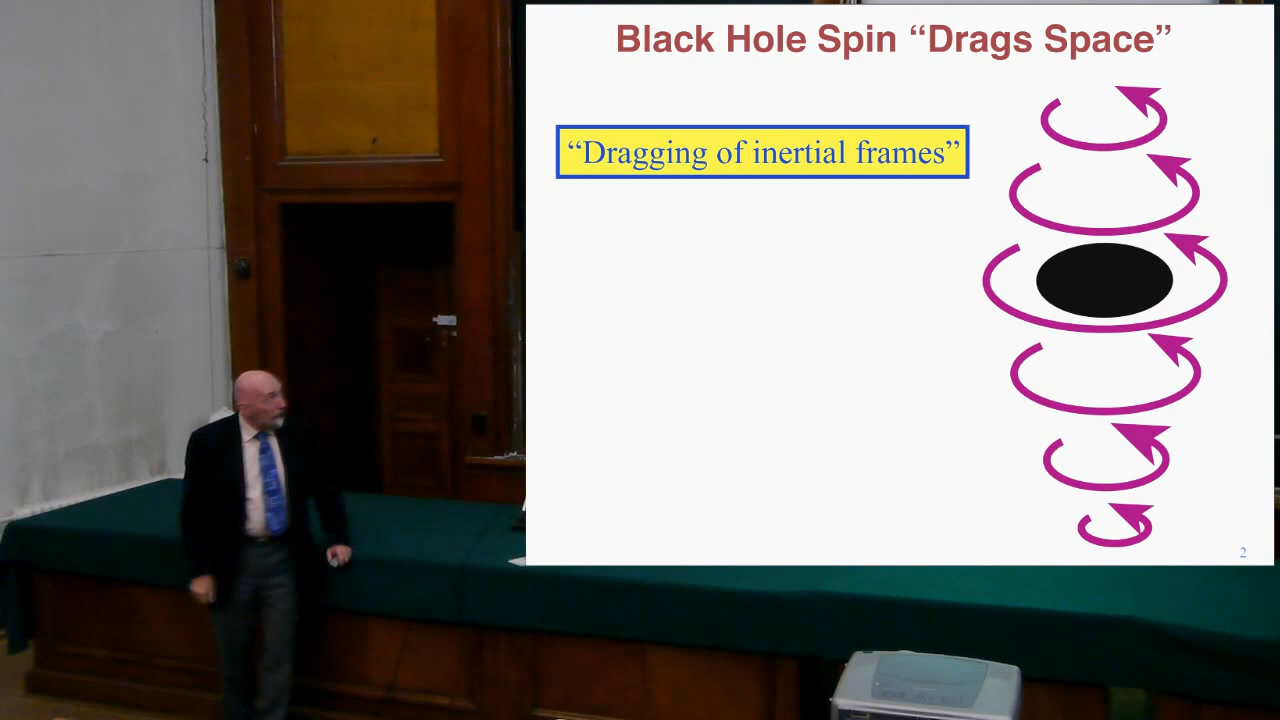 Black Hole Spin “Drags Space”
“Dragging of inertial frames”
2